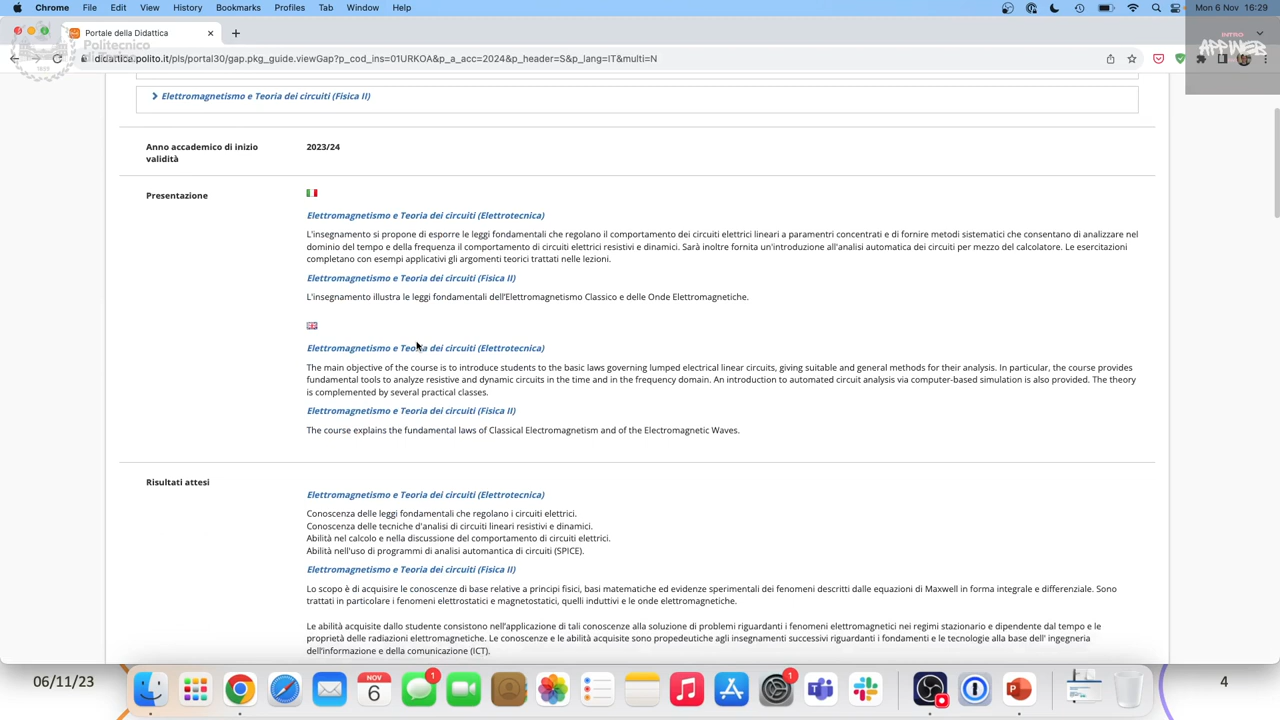 Chrome File Edit View History Bookmarks Profiles Tab Window Help Mon 6 Nov 16:29
Portale della Didattica
Politecnico
didattica.polito.it/pls/portal30/gap.pkg_guide.viewGap?p_cod_ins=01URKOA&p_a_acc=2024&p_header=S&p_lang=IT&multi=N
INTRO
APPIWEB
Elettromagnetismo e Teoria dei circuiti (Fisica II)
Anno accademico di inizio
validità
2023/24
Presentazione
Elettromagnetismo e Teoria dei circuiti (Elettrotecnica)
L'insegnamento si propone di esporre le leggi fondamentali che regolano il comportamento dei circuiti elettrici lineari a paramentri concentrati e di fornire metodi sistematici che consentano di analizzare nel
dominio del tempo e della frequenza il comportamento di circuiti elettrici resistivi e dinamici. Sarà inoltre fornita un'introduzione all'analisi automatica dei circuiti per mezzo del calcolatore. Le esercitazioni
completano con esempi applicativi gli argomenti teorici trattati nelle lezioni.
Elettromagnetismo e Teoria dei circuiti (Fisica II)
L'insegnamento illustra le leggi fondamentali dell'Elettromagnetismo Classico e delle Onde Elettromagnetiche.
Elettromagnetismo e Teoria dei circuiti (Elettrotecnica)
The main objective of the course is to introduce students to the basic laws governing lumped electrical linear circuits, giving suitable and general methods for their analysis. In particular, the course provides
fundamental tools to analyze resistive and dynamic circuits in the time and in the frequency domain. An introduction to automated circuit analysis via computer-based simulation is also provided. The theory
is complemented by several practical classes.
Elettromagnetismo e Teoria dei circuiti (Fisica II)
The course explains the fundamental laws of Classical Electromagnetism and of the Electromagnetic Waves.
Risultati attesi
Elettromagnetismo e Teoria dei circuiti (Elettrotecnica)
Conoscenza delle leggi fondamentali che regolano i circuiti elettrici.
Conoscenza delle tecniche d'analisi di circuiti lineari resistivi e dinamici.
Abilità nel calcolo e nella discussione del comportamento di circuiti elettrici.
Abilità nell'uso di programmi di analisi automantica di circuiti (SPICE).
Elettromagnetismo e Teoria dei circuiti (Fisica II)
Lo scopo è di acquisire le conoscenze di base relative a principi fisici, basi matematiche ed evidenze sperimentali dei fenomeni descritti dalle equazioni di Maxwell in forma integrale e differenziale. Sono
trattati in particolare i fenomeni elettrostatici e magnetostatici, quelli induttivi e le onde elettromagnetiche.
Le abilità acquisite dallo studente consistono nell'applicazione di tali conoscenze alla soluzione di problemi riguardanti i fenomeni elettromagnetici nei regimi stazionario e dipendente dal tempo e le
proprietà delle radiazioni elettromagnetiche. Le conoscenze e le abilità acquisite sono propedeutiche agli insegnamenti successivi riguardanti i fondamenti e le tecnologie alla base dell' ingegneria
dell'informazione e della comunicazione (ICT).
06/11/23
NOV
6
1
1
4